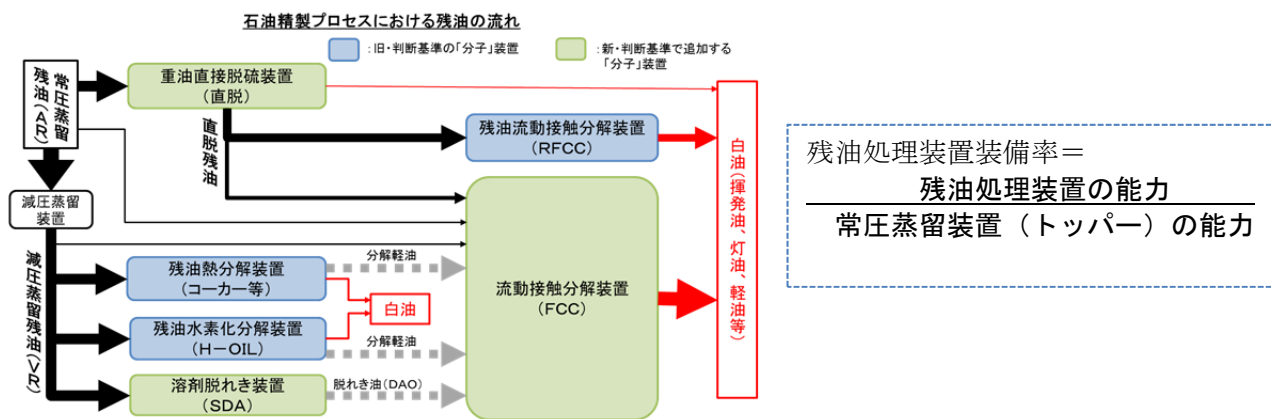 石油精製プロセスにおける残油の流れ
:旧・判断基準の「分子」装置
:新・判断基準で追加する
「分子」装置
常圧蒸留
残油(AR)
重油直接脱硫装置
(直脱)
直脱残油
残油流動接触分解装置
(RFCC)
減圧蒸留
装置
減圧蒸留残油(VR)
残油熱分解装置
(コーカー等)
分解軽油
白油
残油水素化分解装置
(H-OIL)
分解軽油
溶剤脱れき装置
(SDA)
脱れき油(DAO)
流動接触分解装置
(FCC)
白油(揮発油、灯油、軽油等)
残油処理装置装備率＝
残油処理装置の能力
常圧蒸留装置（トッパー）の能力